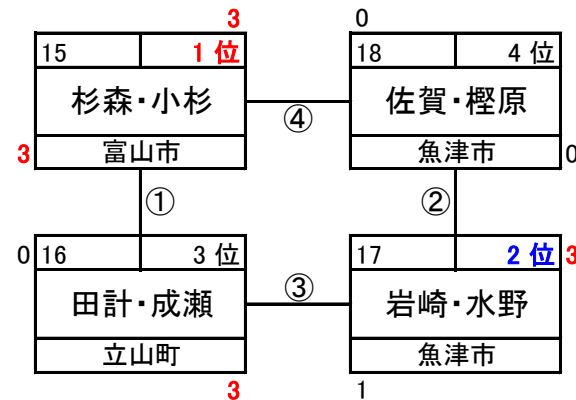 3 0
15 1 位 18 4 位
杉森・小杉 ④ 佐賀・樫原
3 富山市 魚津市 0
① ②
0 16 3 位 17 2 位 3
田計・成瀬 ③ 岩崎・水野
立山町 魚津市
3 1